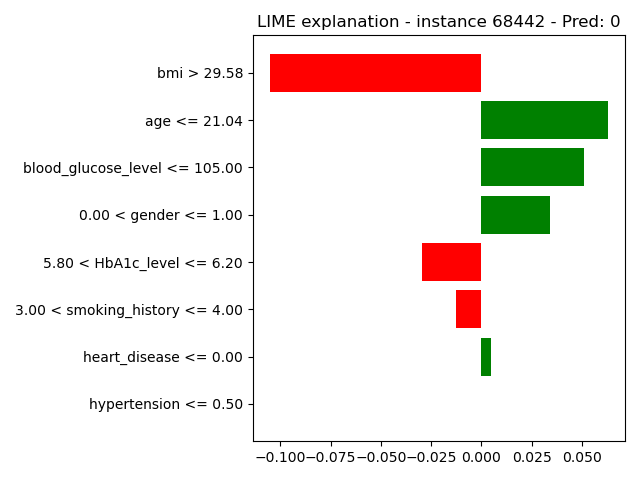 LIME explanation - instance 68442 - Pred: 0
bmi > 29.58
age <= 21.04
blood_glucose_level <= 105.00
0.00 < gender <= 1.00
5.80 < HbA1c_level <= 6.20
3.00 < smoking_history <= 4.00
heart_disease <= 0.00
hypertension <= 0.50
−0.100 −0.075 −0.050 −0.025 0.000 0.025 0.050